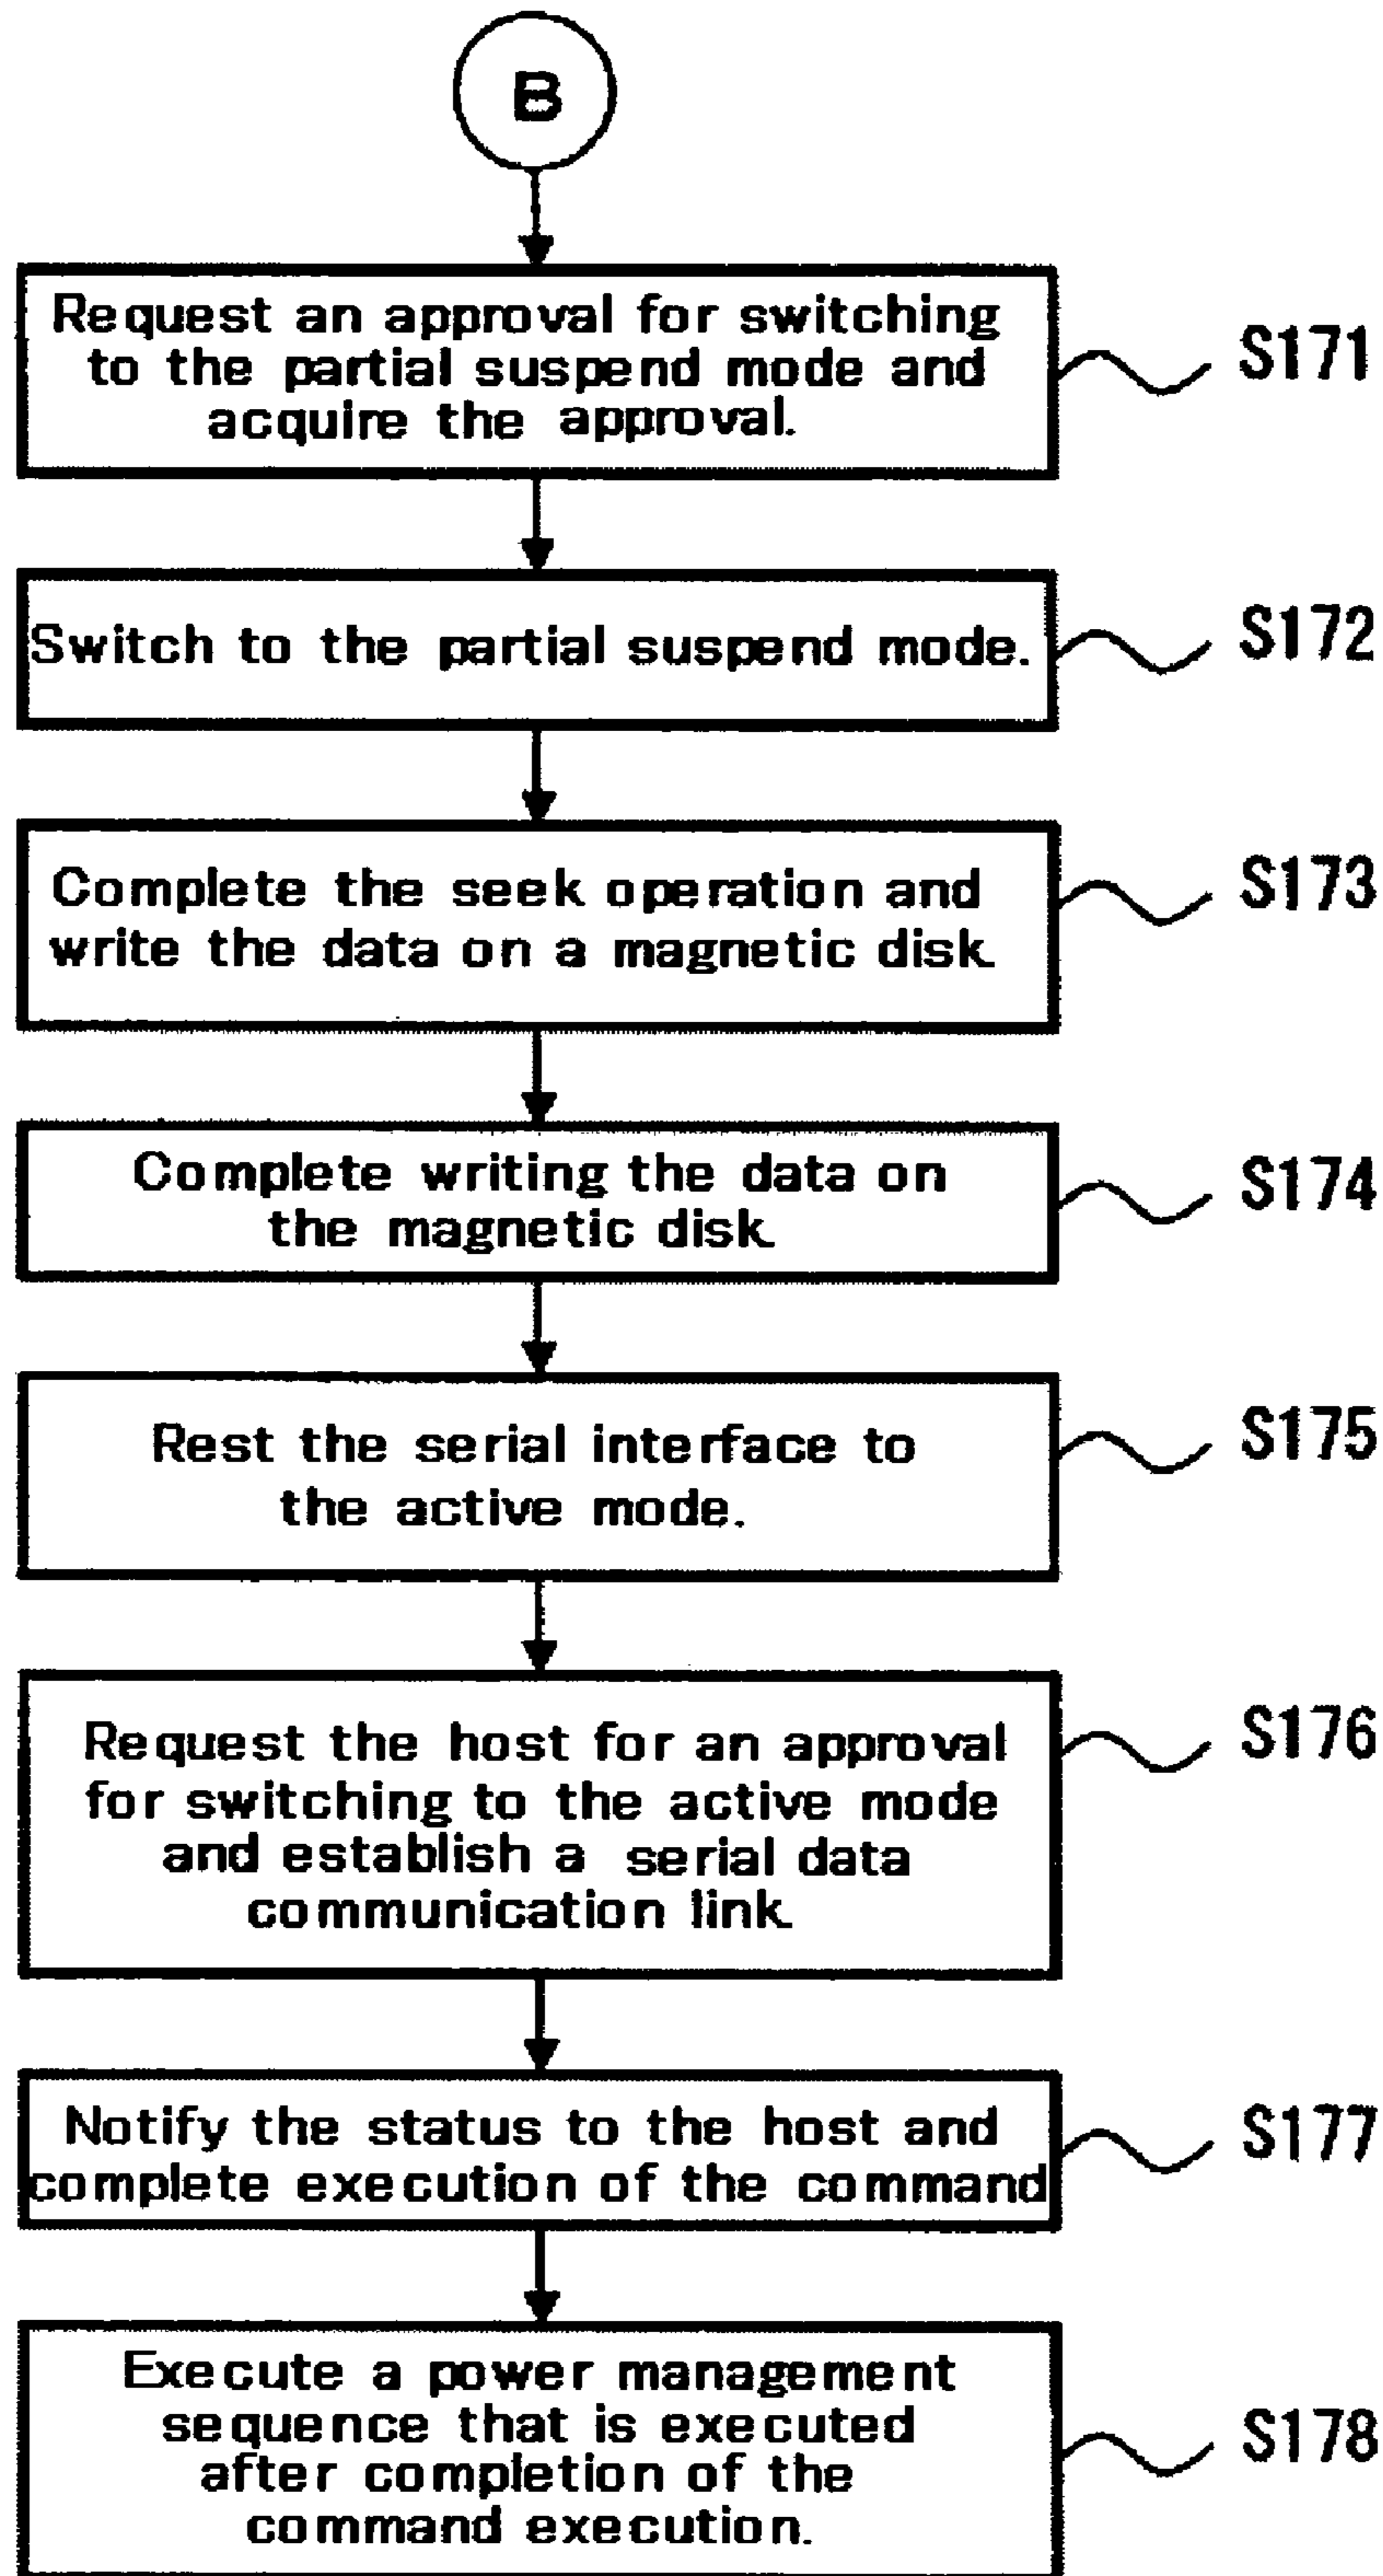 B
Request an approval for switching
to the partial suspend mode and
acquire the approval.
S171
Switch to the partial suspend mode.
S172
Complete the seek operation and
write the data on a magnetic disk.
S173
Complete writing the data on
the magnetic disk.
S174
Rest the serial interface to
the active mode.
S175
Request the host for an approval
for switching to the active mode
and establish a serial data
communication link.
S176
Notify the status to the host and
complete execution of the command
S177
Execute a power management
sequence that is executed
after completion of the
command execution.
S178